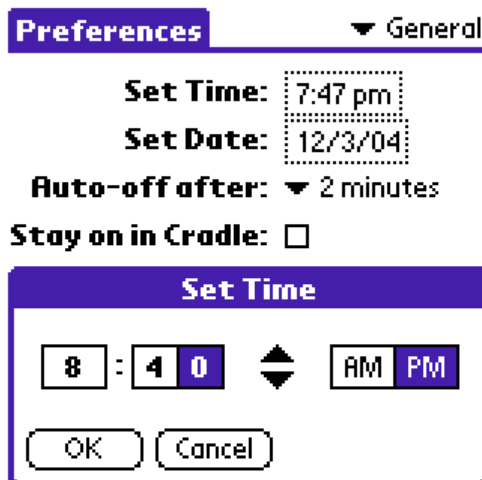 Preferences General
Set Time: 7:47 pm
Set Date: 12/3/04
Auto-off after: 2 minutes
Stay on in Cradle:
Set Time
8 : 4 0 AM PM
OK Cancel